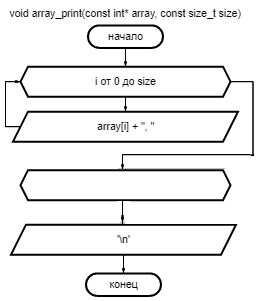 void array_print(const int* array, const size_t size)
начало
i от 0 до size
array[i] + ", "
'\n'
конец